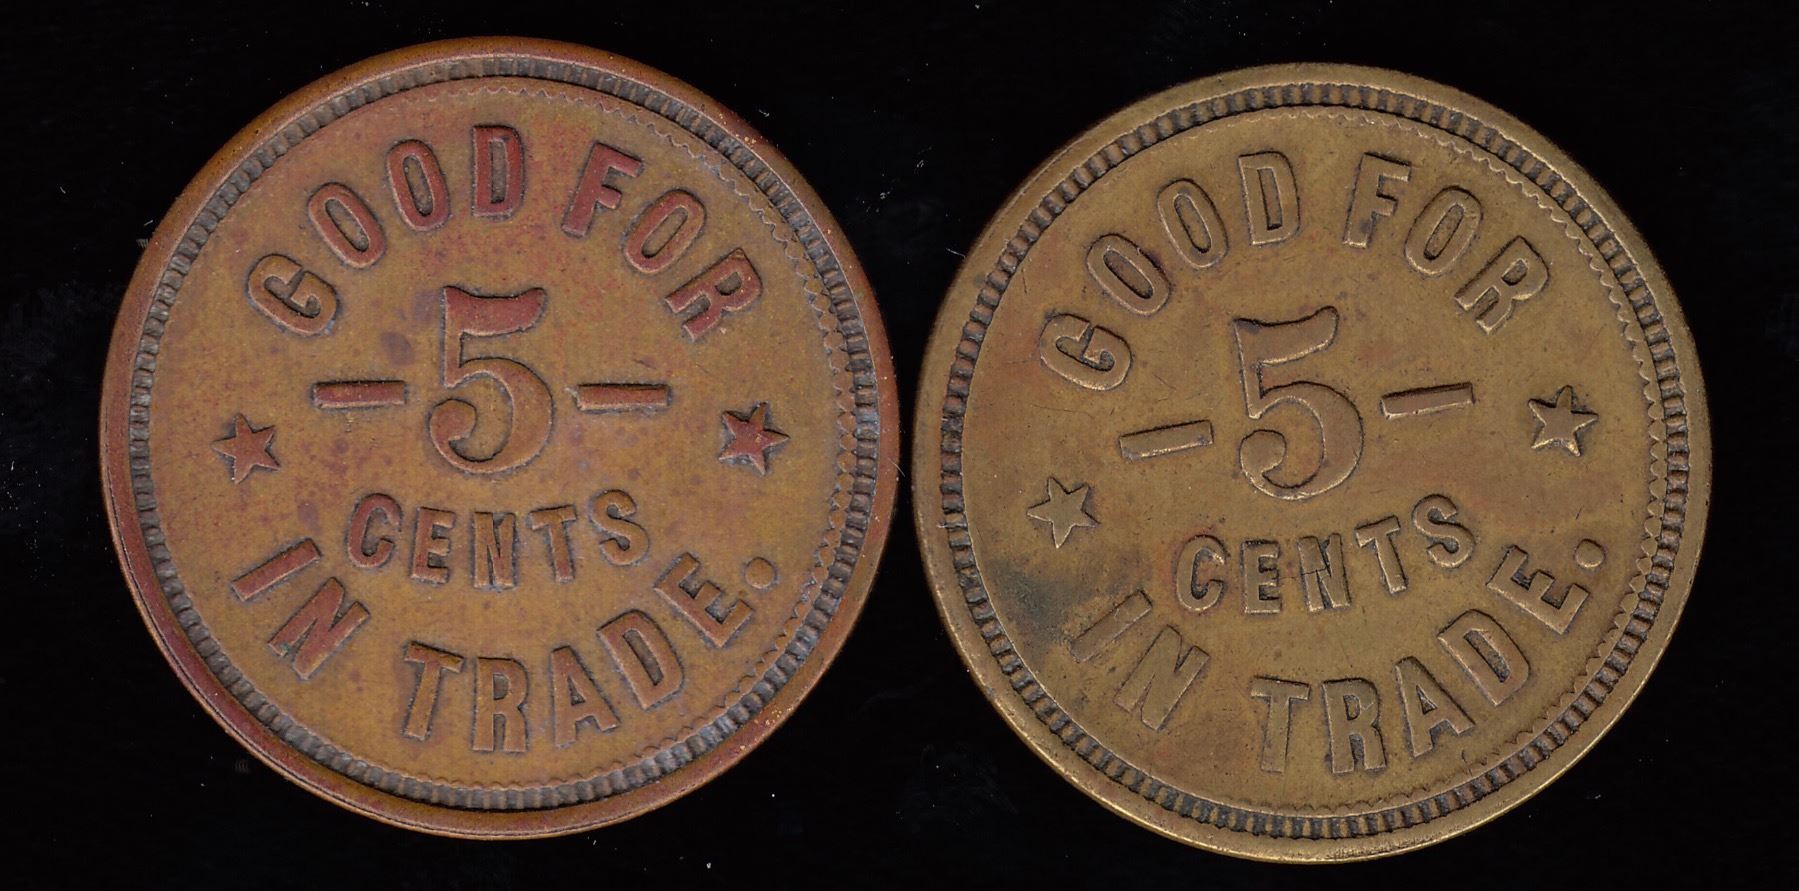 GOOD FOR
- 5 -
CENTS
IN TRADE.
GOOD FOR
- 5 -
CENTS
IN TRADE.